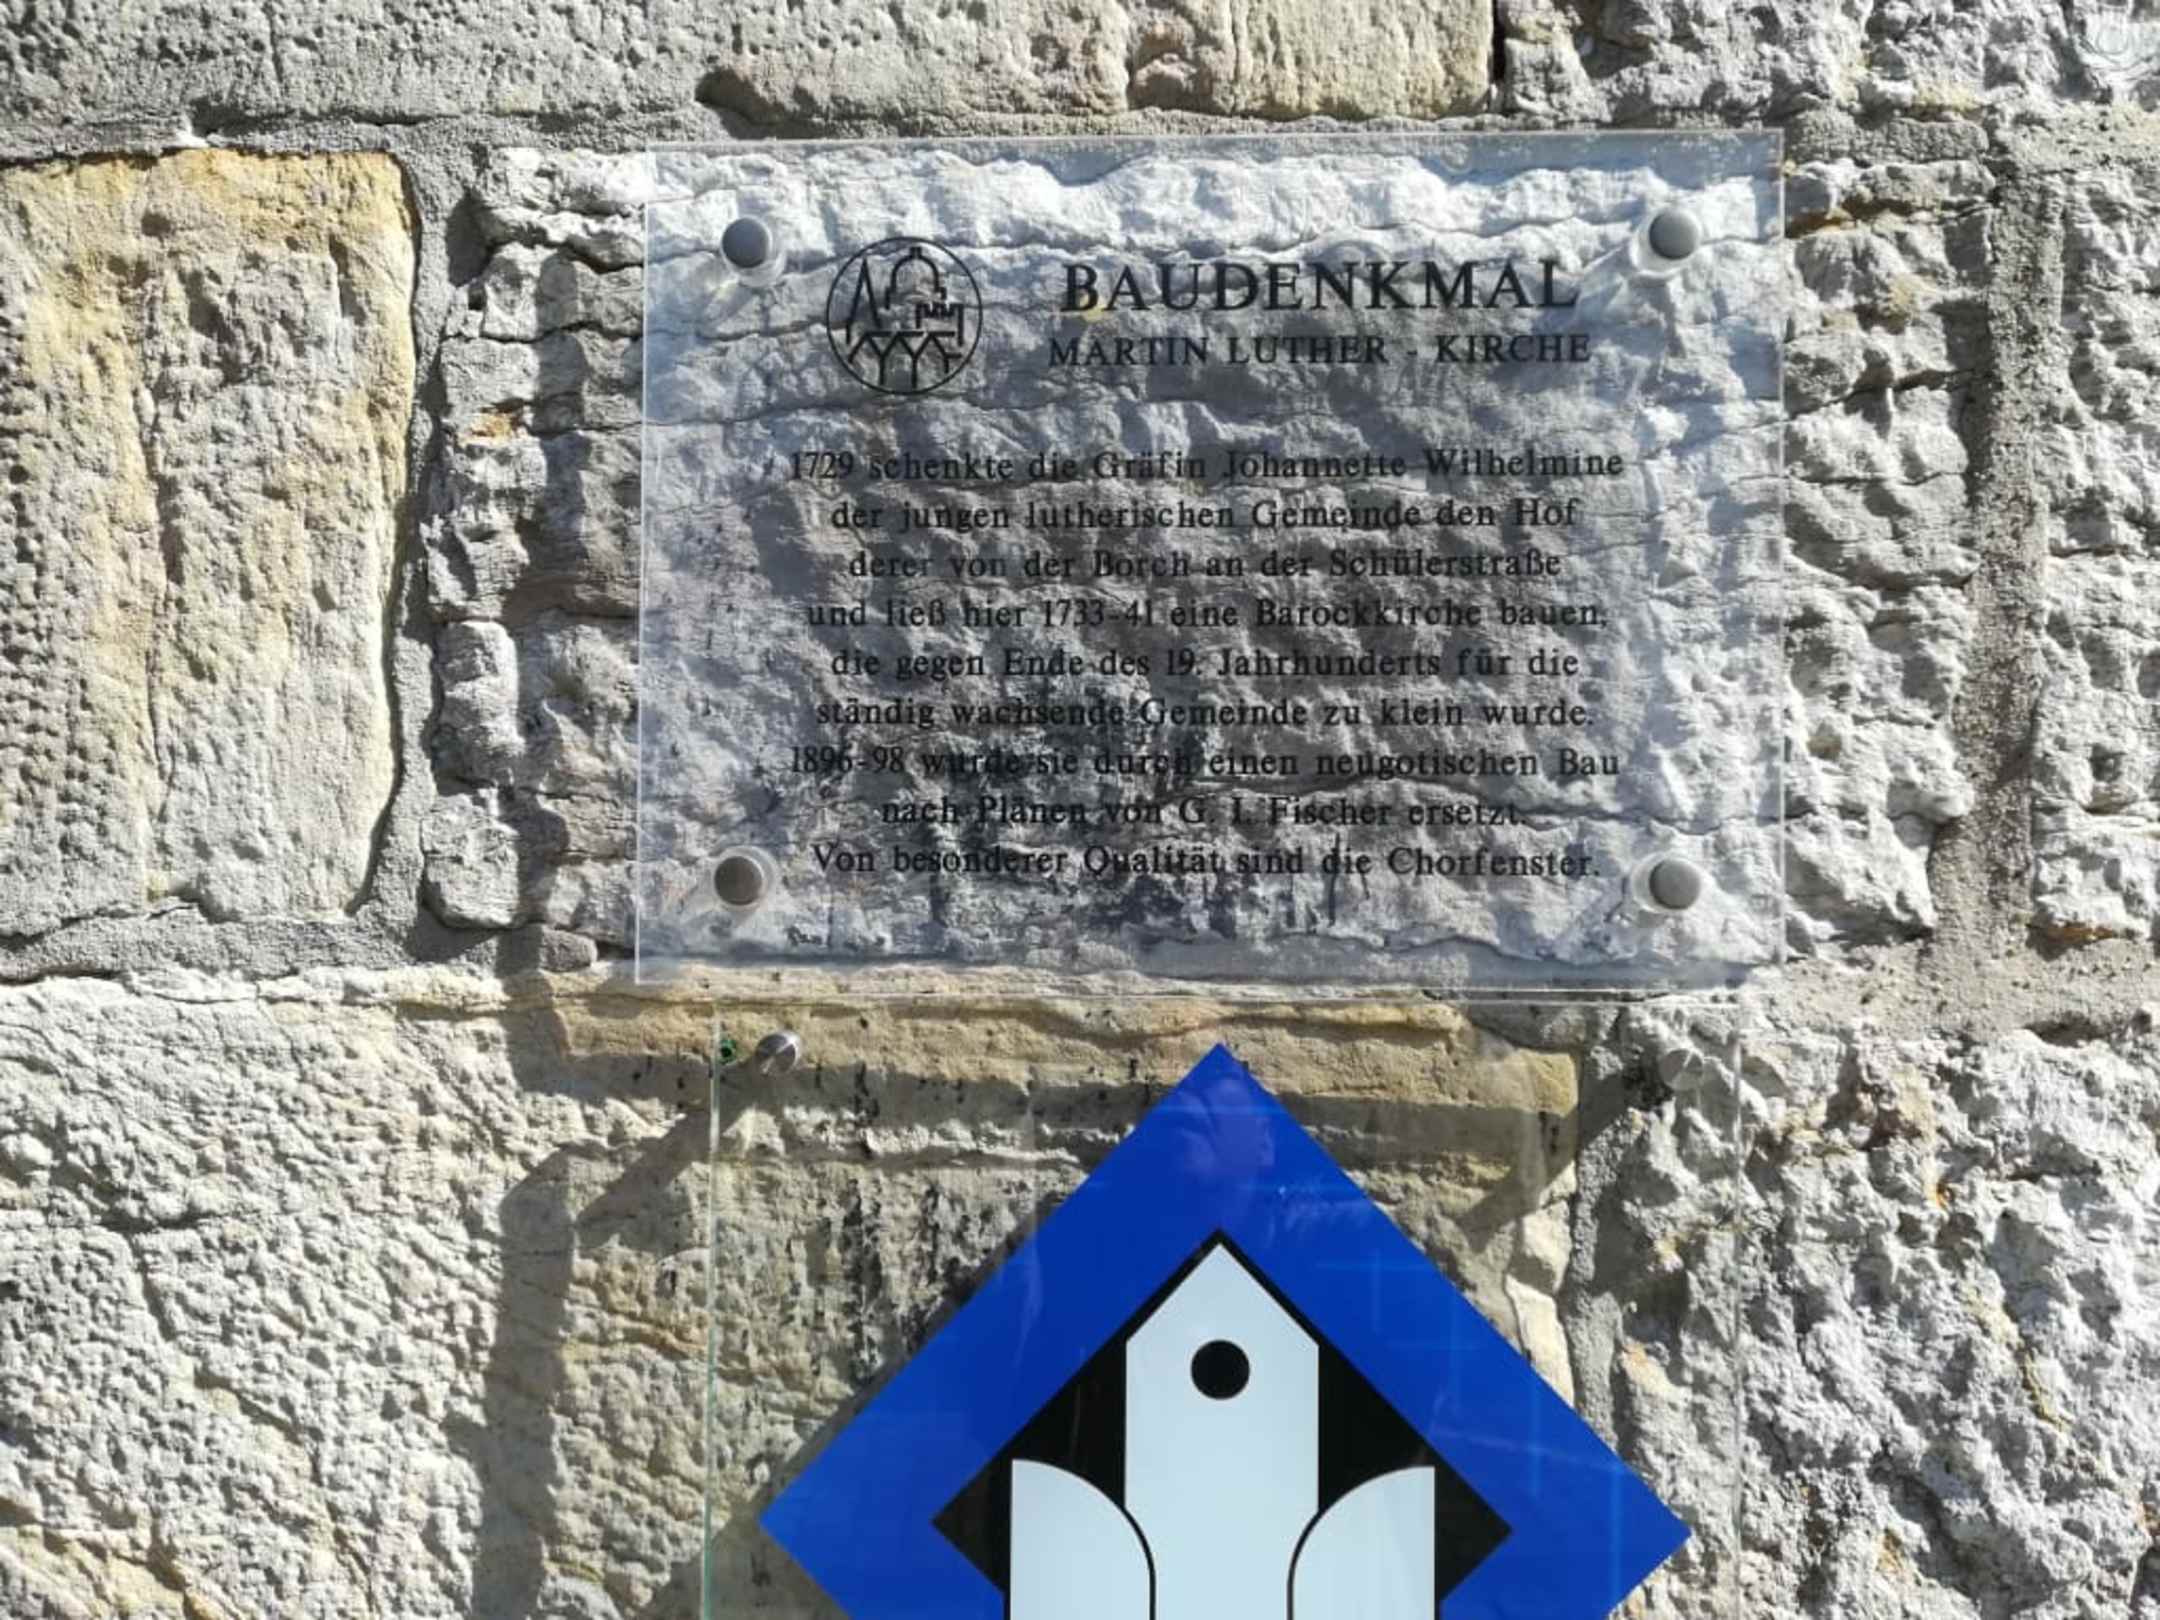 BAUDENKMAL
MARTIN LUTHER - KIRCHE
1729 schenkte die Gräfin Johannette Wilhelmine
der jungen lutherischen Gemeinde den Hof
derer von der Borch an der Schülerstraße
und ließ hier 1733-41 eine Barockkirche bauen,
die gegen Ende des 19. Jahrhunderts für die
ständig wachsende Gemeinde zu klein wurde.
1896-98 wurde sie durch einen neugotischen Bau
nach Plänen von G. L. Fischer ersetzt.
Von besonderer Qualität sind die Chorfenster.